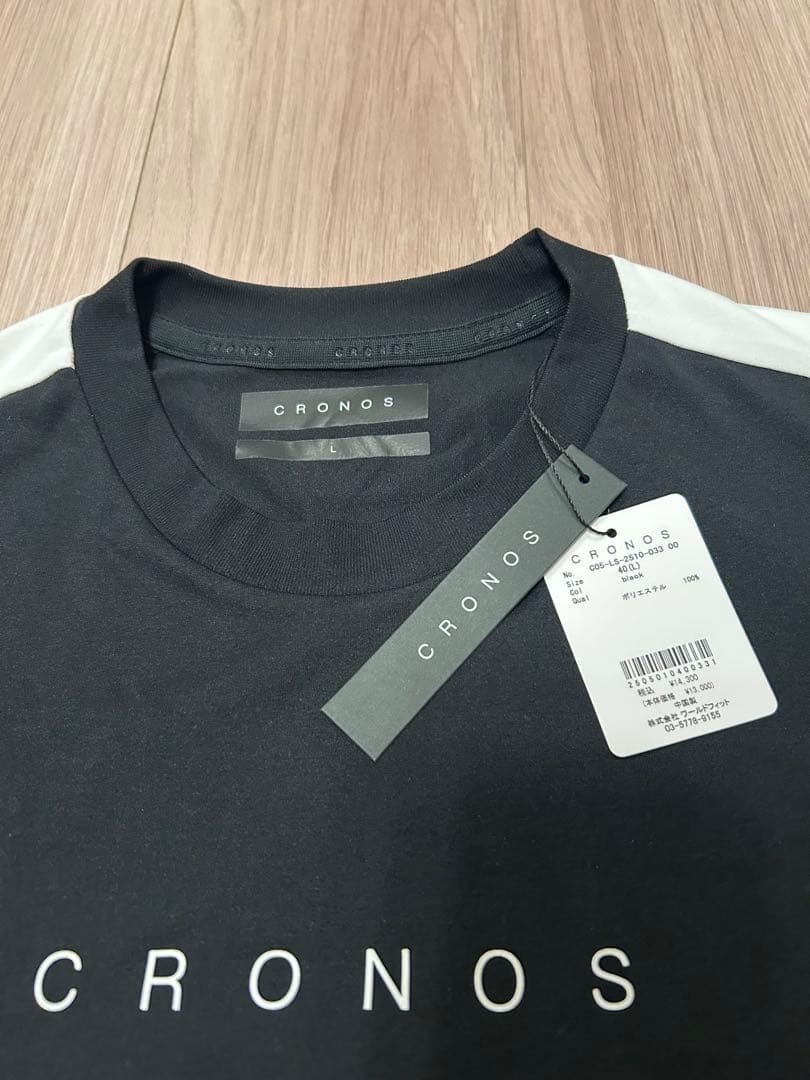 CRONOS CRONOS CRONOS
CRONOS
L
CRONOS
CRONOS
No. C05-LS-2510-033 00
Size 40(L)
Col black
Qual ポリエステル 100%
2505010400331
税込 ¥14,300
(本体価格 ¥13,000)
中国製
株式会社 ワールドフィット
03-5778-9155
CRONOS